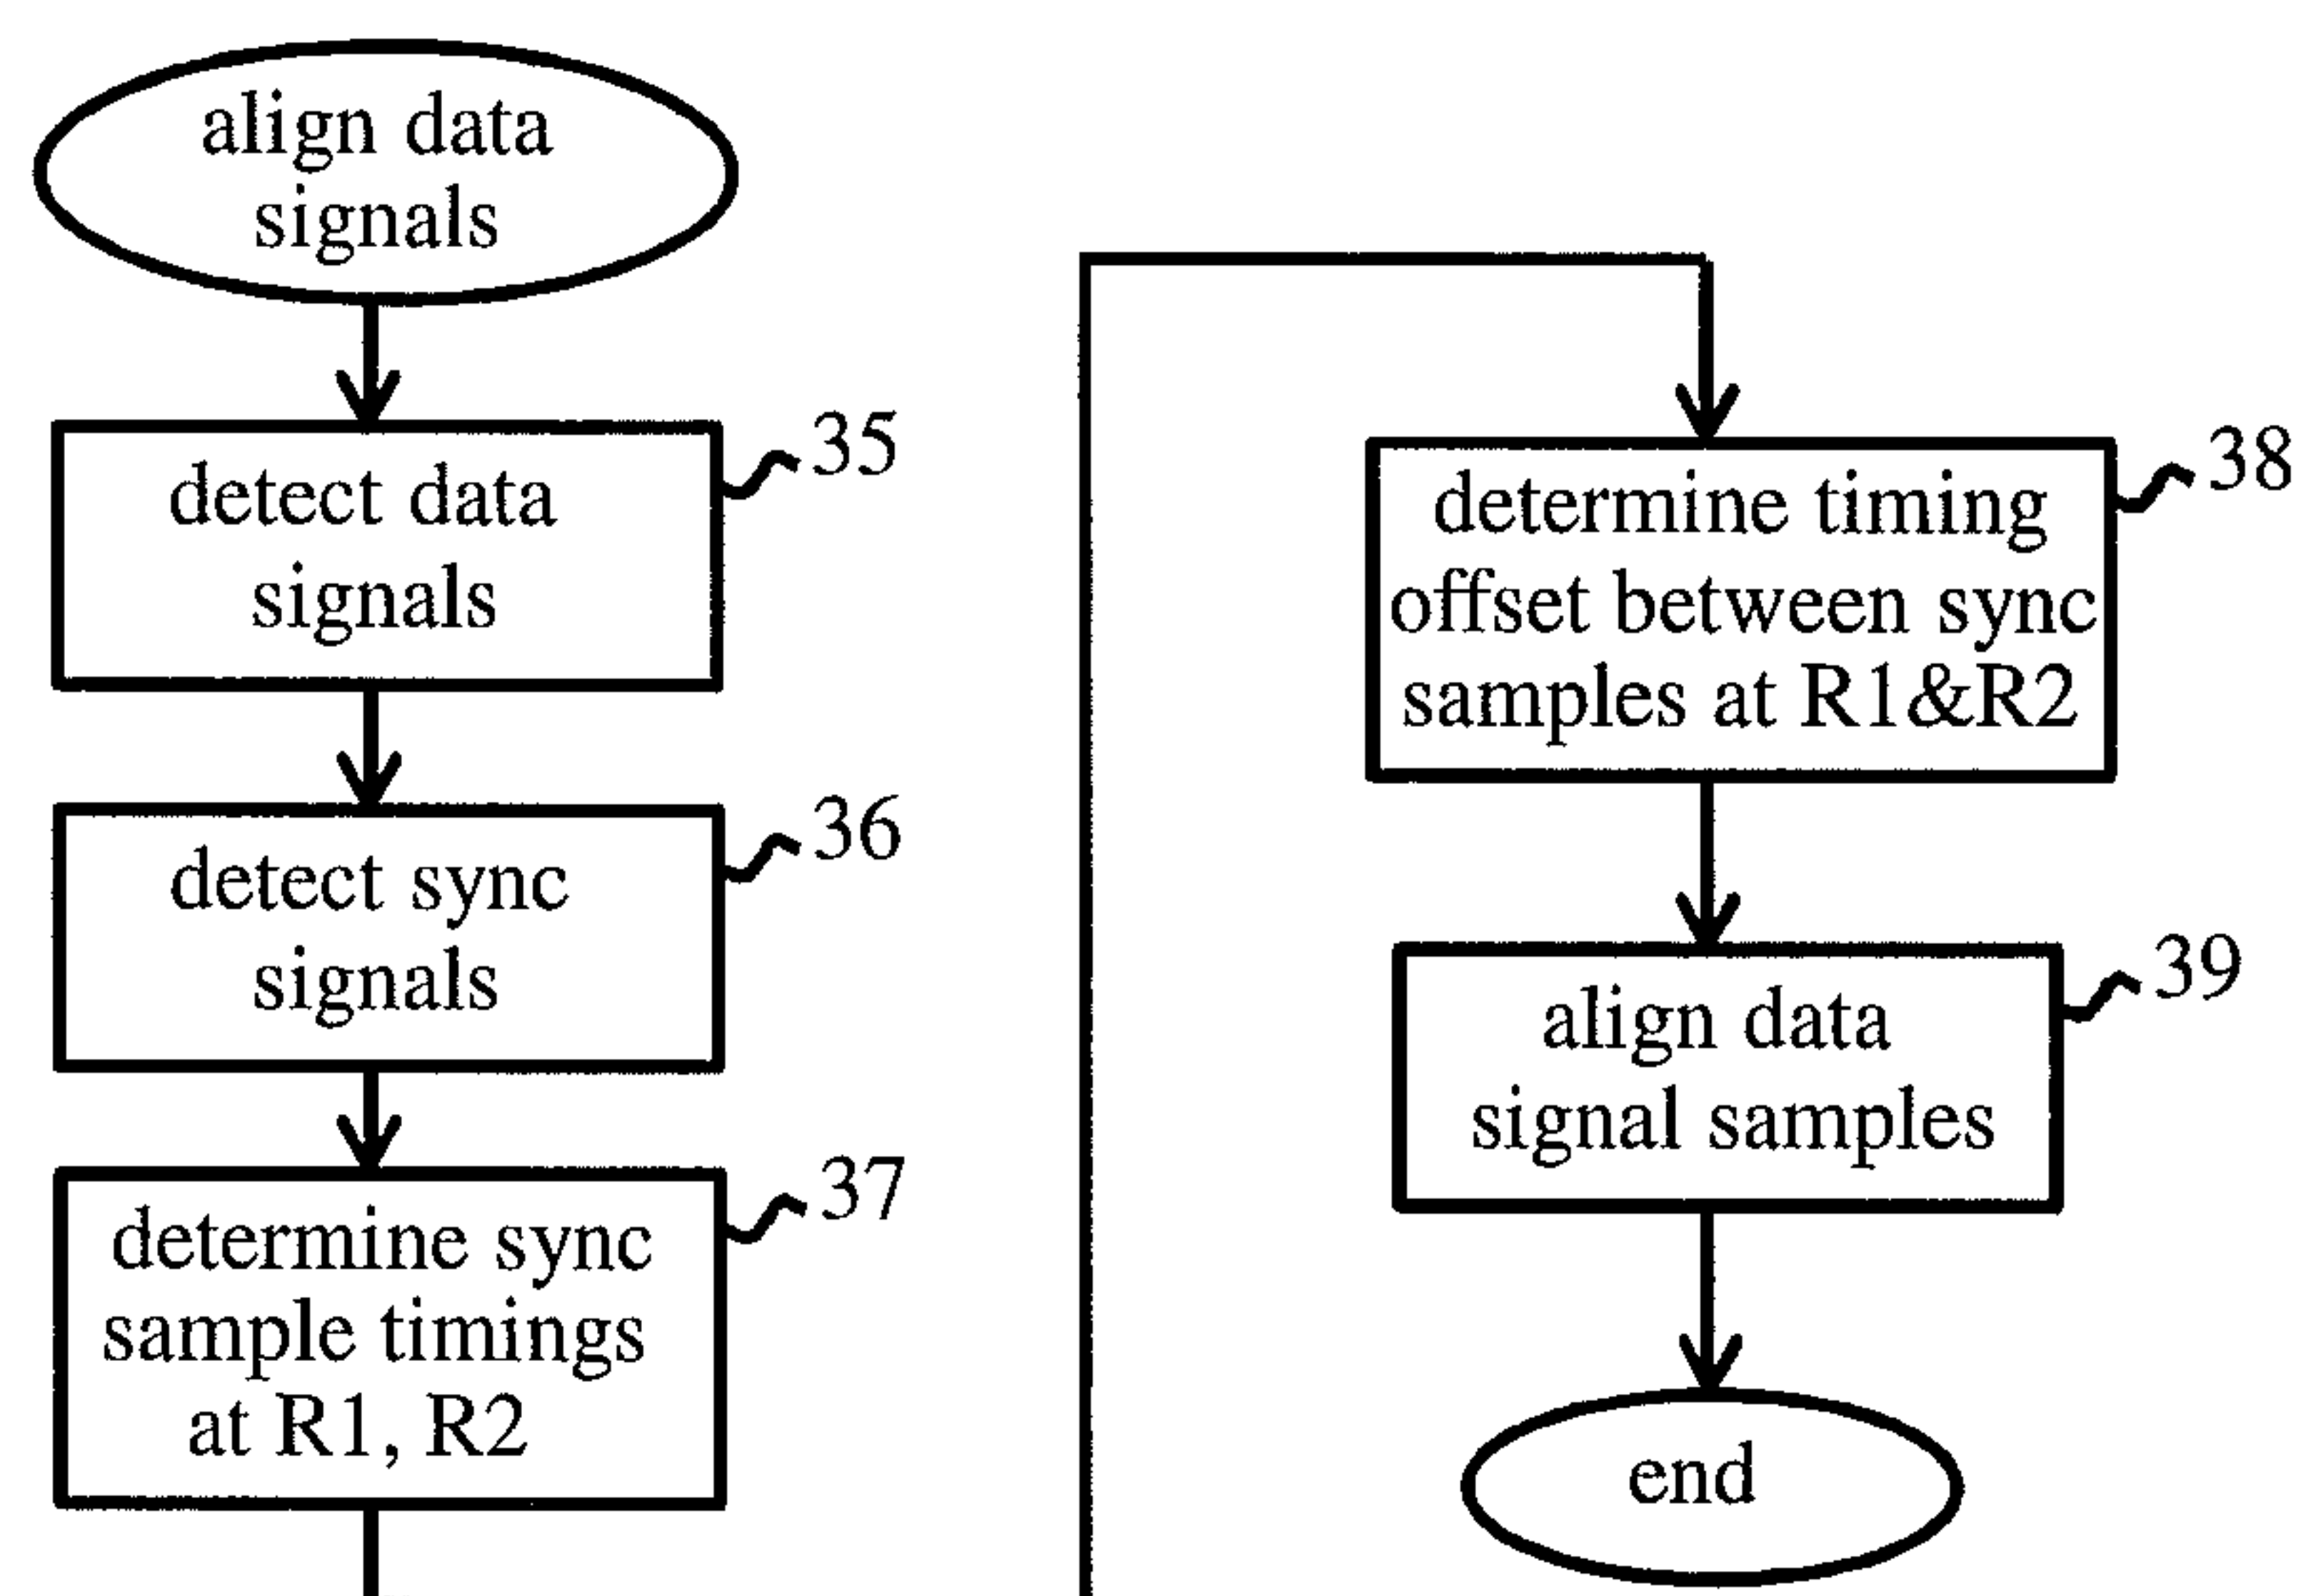 align data
signals
detect data
signals
35
detect sync
signals
36
determine sync
sample timings
at R1, R2
37
determine timing
offset between sync
samples at R1&R2
38
align data
signal samples
39
end